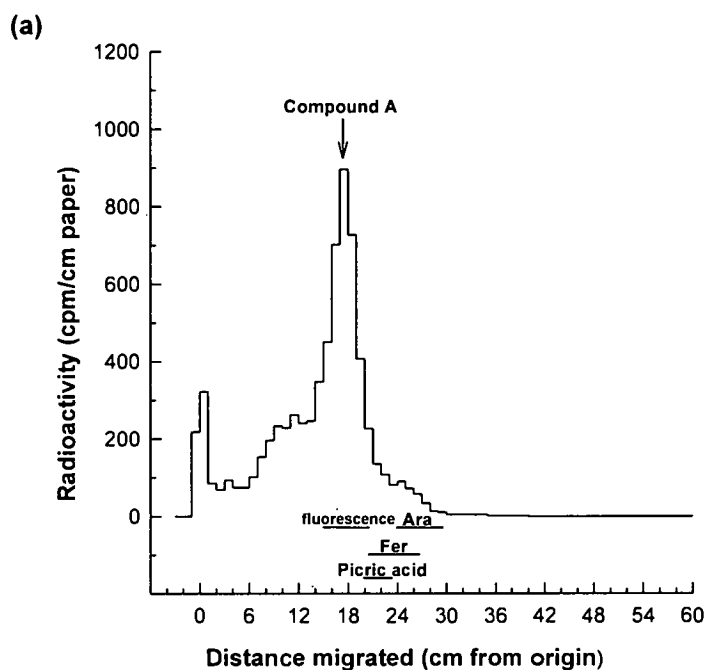 (a)
1200
1000
800
600
400
200
0
Radioactivity (cpm/cm paper)
Compound A
fluorescence Ara
Fer
Picric acid
0 6 12 18 24 30 36 42 48 54 60
Distance migrated (cm from origin)